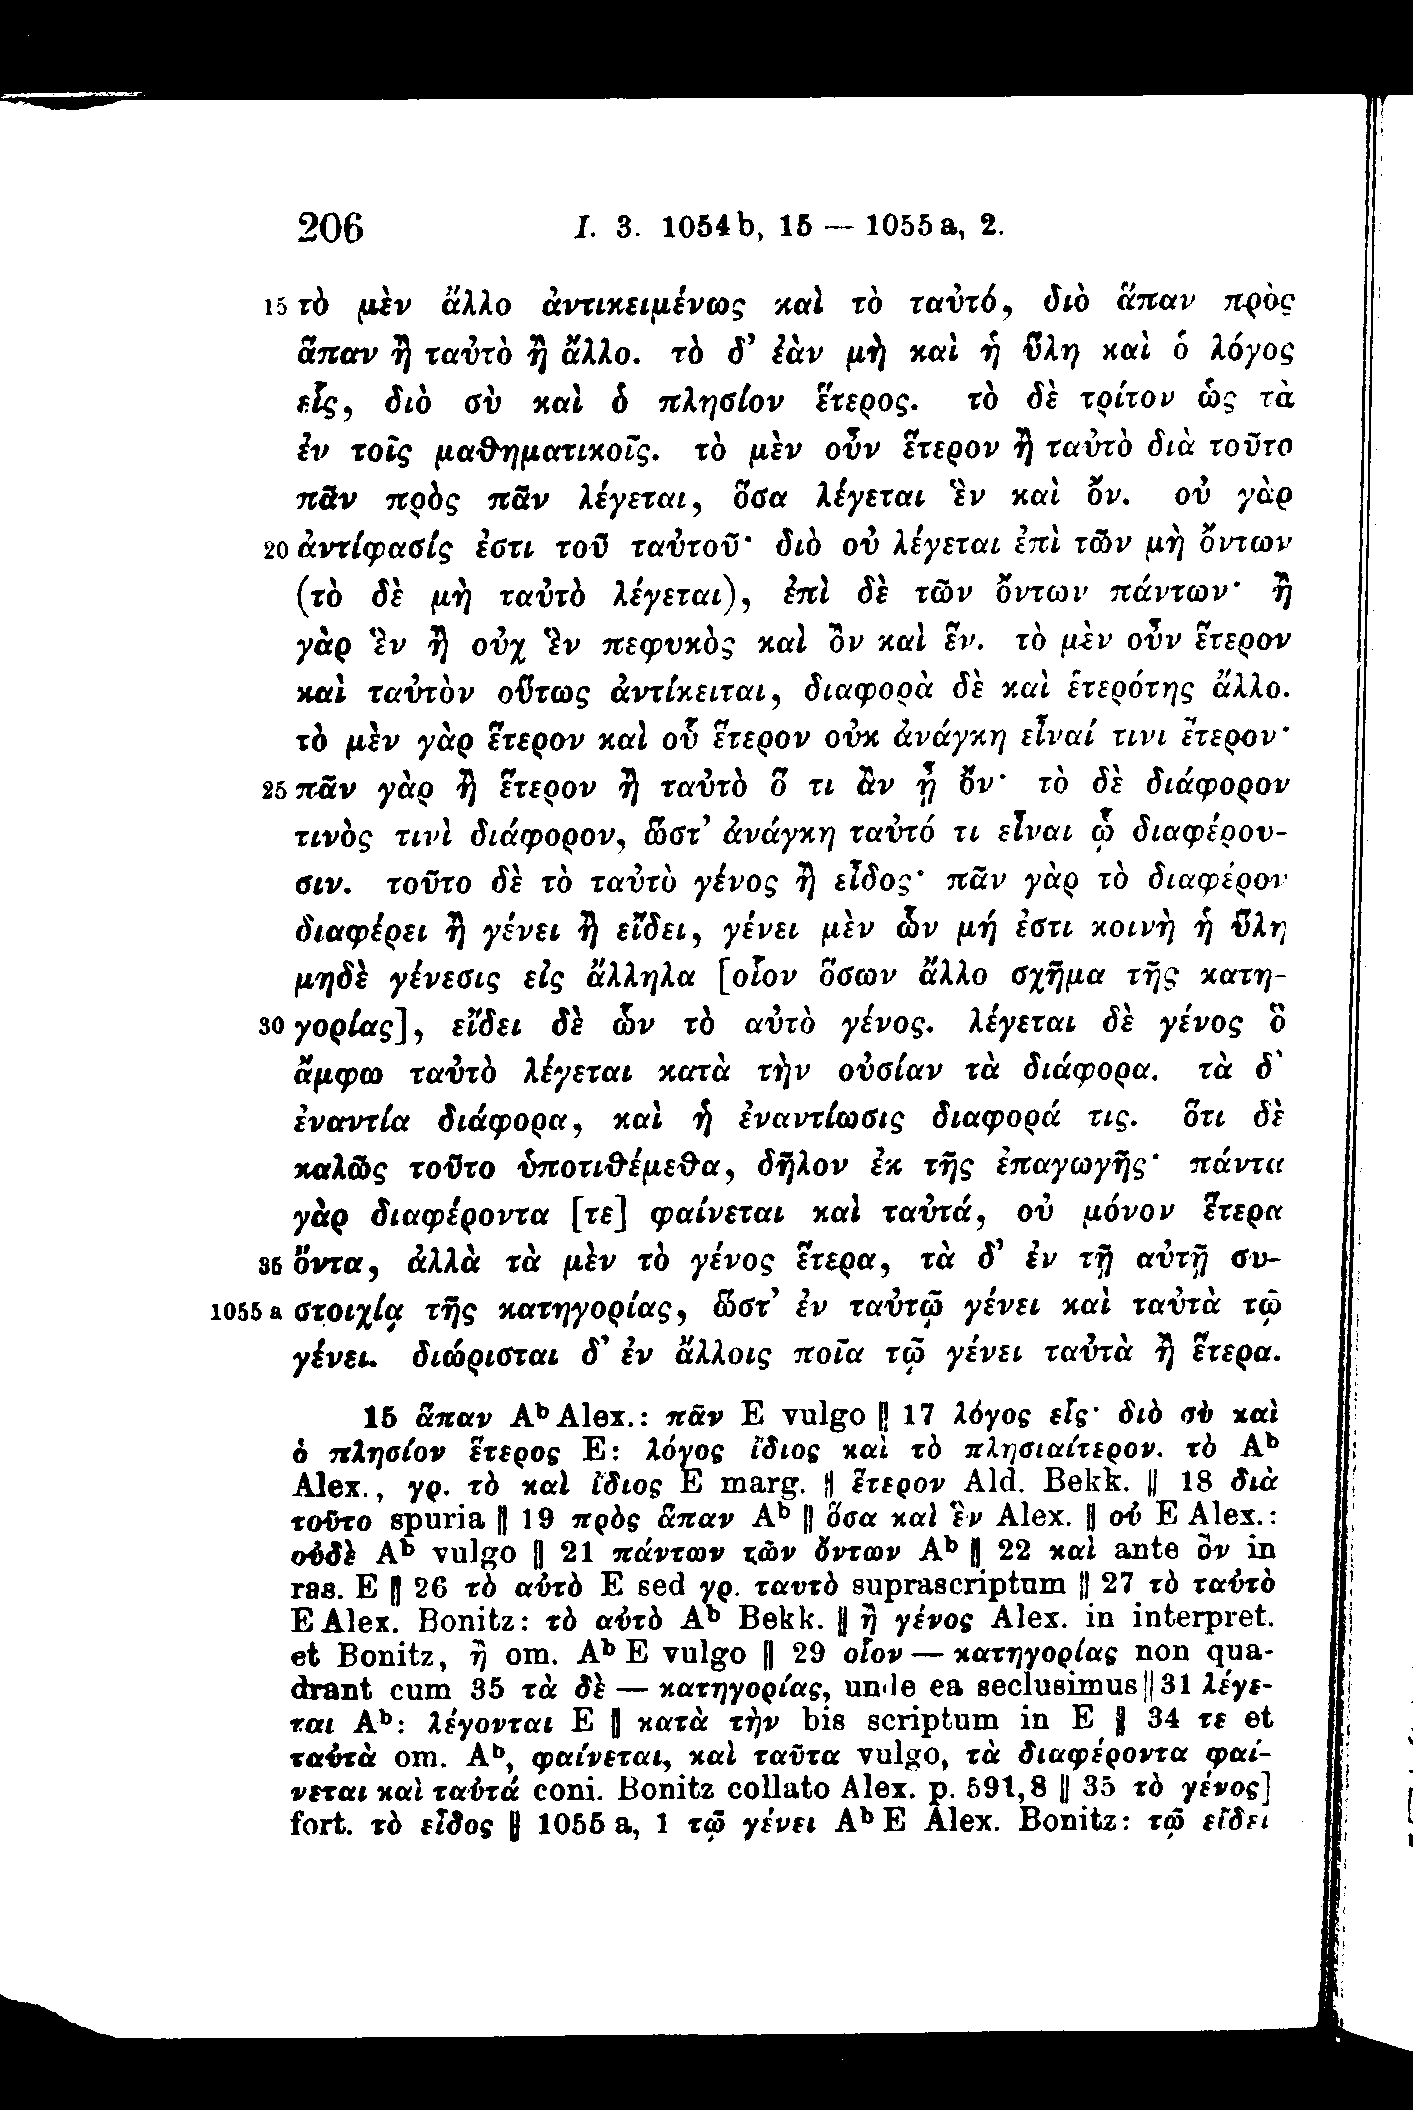 206 I. 3. 1054b, 15 — 1055a, 2.
15 τὸ μὲν ἄλλο ἀντικειμένως καὶ τὸ ταὐτό, διὸ ἅπαν πρὸς
ἅπαν ἢ ταὐτὸ ἢ ἄλλο. τὸ δ’ ἐὰν μὴ καὶ ἡ ὕλη καὶ ὁ λόγος
εἷς, διὸ σὺ καὶ ὁ πλησίον ἕτερος. τὸ δὲ τρίτον ὡς τὰ
ἐν τοῖς μαθηματικοῖς. τὸ μὲν οὖν ἕτερον ἢ ταὐτὸ διὰ τοῦτο
πᾶν πρὸς πᾶν λέγεται, ὅσα λέγεται ἓν καὶ ὄν. οὐ γὰρ
20 ἀντίφασίς ἐστι τοῦ ταὐτοῦ· διὸ οὐ λέγεται ἐπὶ τῶν μὴ ὄντων
(τὸ δὲ μὴ ταὐτὸ λέγεται), ἐπὶ δὲ τῶν ὄντων πάντων· ἢ
γὰρ ἓν ἢ οὐχ ἓν πεφυκὸς καὶ ὂν καὶ ἕν. τὸ μὲν οὖν ἕτερον
καὶ ταὐτὸν οὕτως ἀντίκειται, διαφορὰ δὲ καὶ ἑτερότης ἄλλο.
τὸ μὲν γὰρ ἕτερον καὶ οὗ ἕτερον οὐκ ἀνάγκη εἶναί τινι ἕτερον·
25 πᾶν γὰρ ἢ ἕτερον ἢ ταὐτὸ ὅ τι ἂν ᾖ ὄν· τὸ δὲ διάφορον
τινὸς τινὶ διάφορον, ὥστ’ ἀνάγκη ταὐτό τι εἶναι ᾧ διαφέρου-
σιν. τοῦτο δὲ τὸ ταὐτὸ γένος ἢ εἶδος· πᾶν γὰρ τὸ διαφέρον
διαφέρει ἢ γένει ἢ εἴδει, γένει μὲν ὧν μή ἐστι κοινὴ ἡ ὕλη
μηδὲ γένεσις εἰς ἄλληλα [οἷον ὅσων ἄλλο σχῆμα τῆς κατη-
30 γορίας], εἴδει δὲ ὧν τὸ αὐτὸ γένος. λέγεται δὲ γένος ὃ
ἄμφω ταὐτὸ λέγεται κατὰ τὴν οὐσίαν τὰ διάφορα. τὰ δ’
ἐναντία διάφορα, καὶ ἡ ἐναντίωσις διαφορά τις. ὅτι δὲ
καλῶς τοῦτο ὑποτιθέμεθα, δῆλον ἐκ τῆς ἐπαγωγῆς· πάντα
γὰρ διαφέροντα [τε] φαίνεται καὶ ταὐτά, οὐ μόνον ἕτερα
35 ὄντα, ἀλλὰ τὰ μὲν τὸ γένος ἕτερα, τὰ δ’ ἐν τῇ αὐτῇ συ-
1055 a στοιχίᾳ τῆς κατηγορίας, ὥστ’ ἐν ταὐτῷ γένει καὶ ταὐτὰ τῷ
γένει. διώρισται δ’ ἐν ἄλλοις ποῖα τῷ γένει ταὐτὰ ἢ ἕτερα.
15 ἅπαν Aᵇ Alex.: πᾶν E vulgo ‖ 17 λόγος εἷς· διὸ σὺ καὶ
ὁ πλησίον ἕτερος E: λόγος ἴδιος καὶ τὸ πλησιαίτερον. τὸ Aᵇ
Alex., γρ. τὸ καὶ ἴδιος E marg. ‖ ἕτερον Ald. Bekk. ‖ 18 διὰ
τοῦτο spuria ‖ 19 πρὸς ἅπαν Aᵇ ‖ ὅσα καὶ ἓν Alex. ‖ οὐ E Alex.:
οὐδὲ Aᵇ vulgo ‖ 21 πάντων τῶν ὄντων Aᵇ ‖ 22 καὶ ante ὂν in
ras. E ‖ 26 τὸ αὐτὸ E sed γρ. ταυτὸ suprascriptum ‖ 27 τὸ ταὐτὸ
E Alex. Bonitz: τὸ αὐτὸ Aᵇ Bekk. ‖ ἢ γένος Alex. in interpret.
et Bonitz, ἢ om. Aᵇ E vulgo ‖ 29 οἷον — κατηγορίας non qua-
drant cum 35 τὰ δὲ — κατηγορίας, unde ea seclusimus ‖ 31 λέγε-
ται Aᵇ: λέγονται E ‖ κατὰ τὴν bis scriptum in E ‖ 34 τε et
ταὐτὰ om. Aᵇ, φαίνεται, καὶ ταῦτα vulgo, τὰ διαφέροντα φαί-
νεται καὶ ταὐτά coni. Bonitz collato Alex. p. 591,8 ‖ 35 τὸ γένος]
fort. τὸ εἶδος ‖ 1055 a, 1 τῷ γένει Aᵇ E Alex. Bonitz: τῷ εἴδει